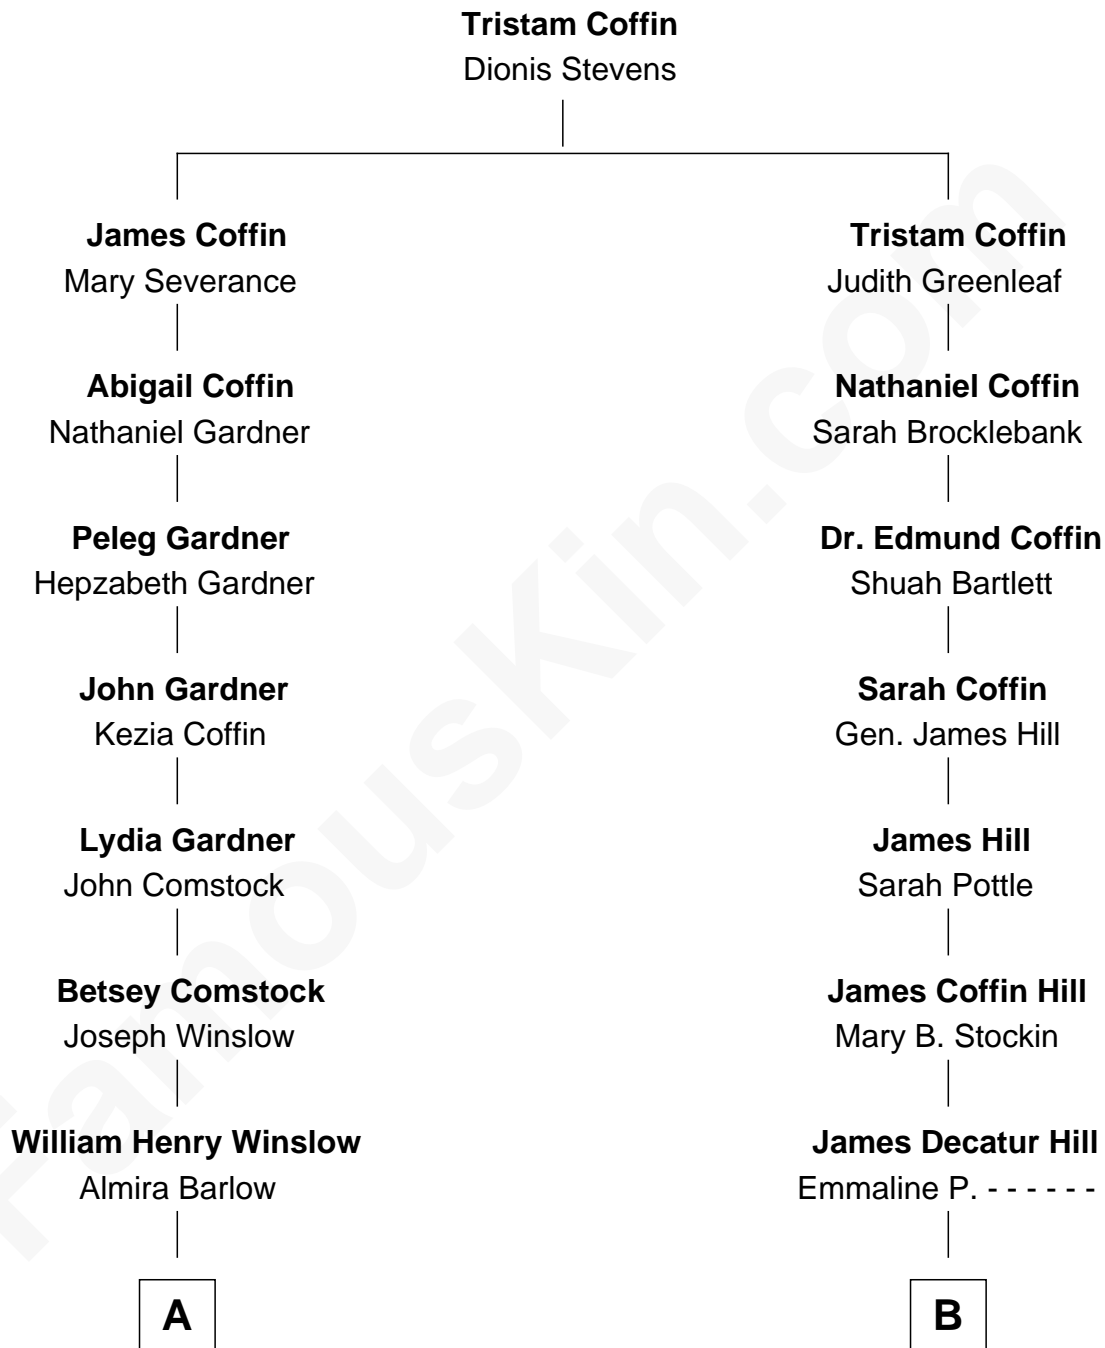 Tristam Coffin
Dionis Stevens
James Coffin
Mary Severance
Tristam Coffin
Judith Greenleaf
Abigail Coffin
Nathaniel Gardner
Nathaniel Coffin
Sarah Brocklebank
Peleg Gardner
Hepzabeth Gardner
Dr. Edmund Coffin
Shuah Bartlett
John Gardner
Kezia Coffin
Sarah Coffin
Gen. James Hill
Lydia Gardner
John Comstock
James Hill
Sarah Pottle
Betsey Comstock
Joseph Winslow
James Coffin Hill
Mary B. Stockin
William Henry Winslow
Almira Barlow
James Decatur Hill
Emmaline P. - - - - - -
A
B
FamousKin.com